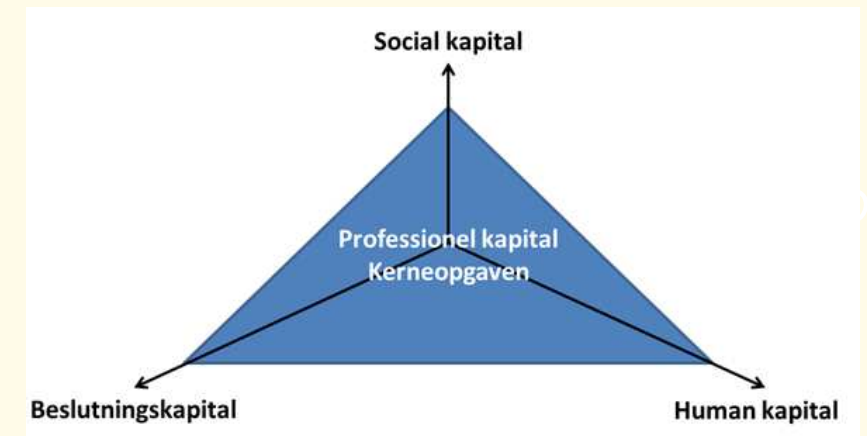 Social kapital
Professionel kapital
Kerneopgaven
Beslutningskapital
Human kapital